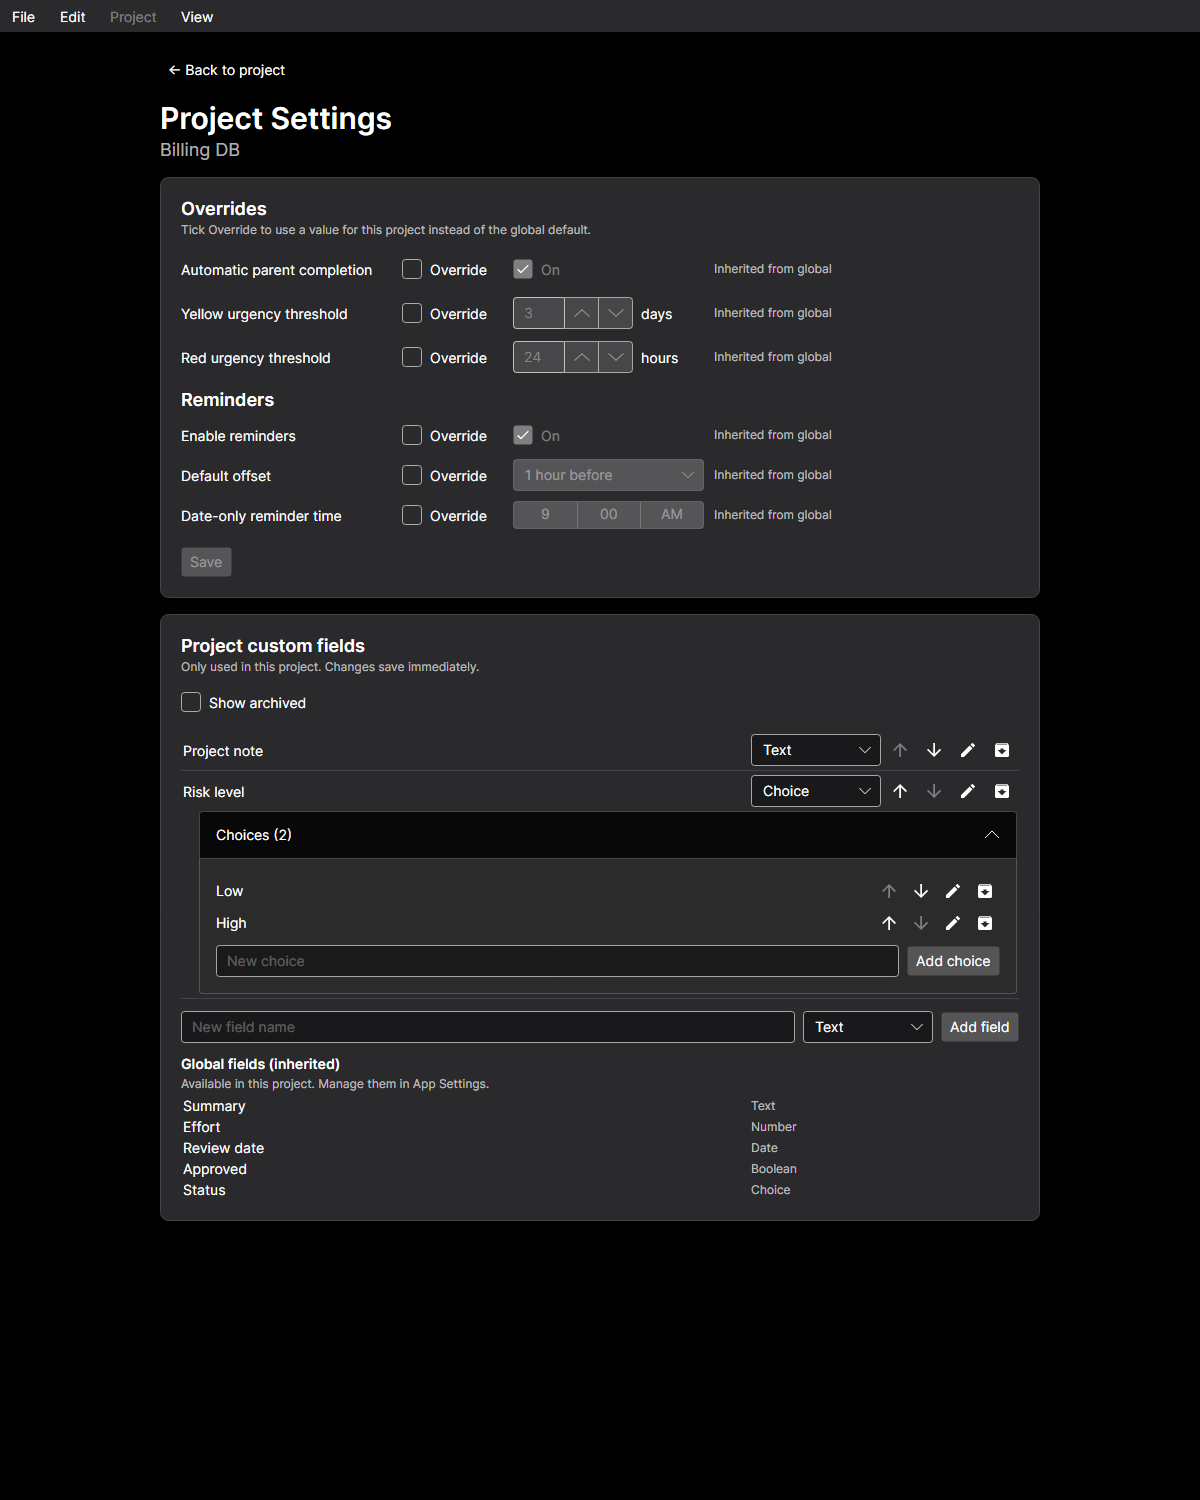 File Edit Project View
← Back to project
Project Settings
Billing DB
Overrides
Tick Override to use a value for this project instead of the global default.
Automatic parent completion Override On Inherited from global
Yellow urgency threshold Override 3 days Inherited from global
Red urgency threshold Override 24 hours Inherited from global
Reminders
Enable reminders Override On Inherited from global
Default offset Override 1 hour before Inherited from global
Date-only reminder time Override 9 00 AM Inherited from global
Save
Project custom fields
Only used in this project. Changes save immediately.
Show archived
Project note Text
Risk level Choice
Choices (2)
Low
High
New choice Add choice
New field name Text Add field
Global fields (inherited)
Available in this project. Manage them in App Settings.
Summary Text
Effort Number
Review date Date
Approved Boolean
Status Choice